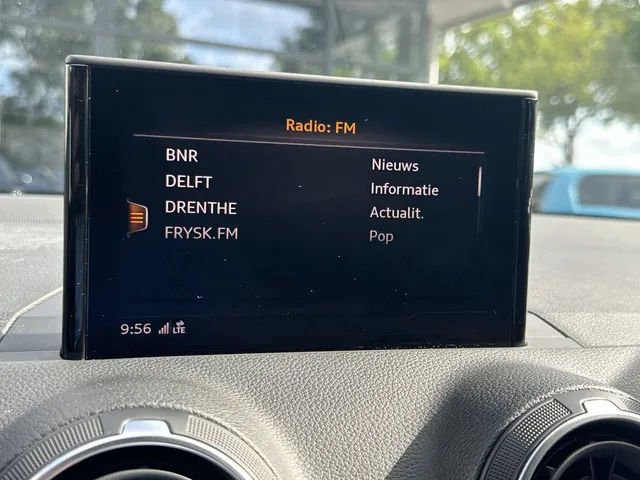 Radio: FM
BNR Nieuws
DELFT Informatie
DRENTHE Actualit.
FRYSK.FM Pop
9:56 LTE